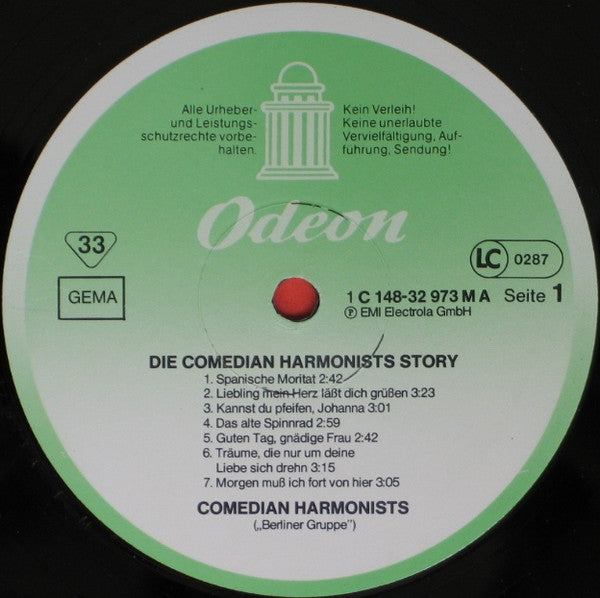 Alle Urheber-
und Leistungs-
schutzrechte vorbe-
halten.
Kein Verleih!
Keine unerlaubte
Vervielfältigung, Auf-
führung, Sendung!
Odeon
33
GEMA
LC 0287
1 C 148-32 973 M A Seite 1
Ⓟ EMI Electrola GmbH
DIE COMEDIAN HARMONISTS STORY
1. Spanische Moritat 2:42
2. Liebling mein Herz läßt dich grüßen 3:23
3. Kannst du pfeifen, Johanna 3:01
4. Das alte Spinnrad 2:59
5. Guten Tag, gnädige Frau 2:42
6. Träume, die nur um deine
Liebe sich drehn 3:15
7. Morgen muß ich fort von hier 3:05
COMEDIAN HARMONISTS
(„Berliner Gruppe")